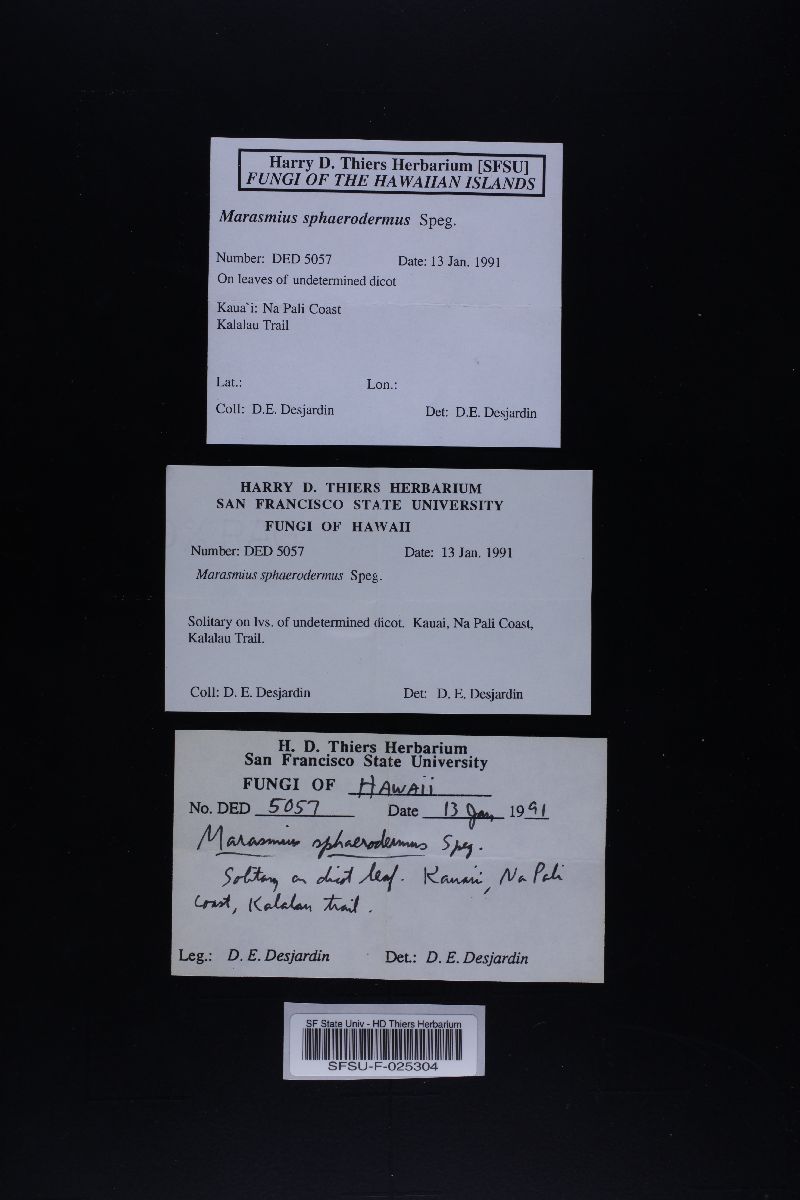 Harry D. Thiers Herbarium [SFSU]
FUNGI OF THE HAWAIIAN ISLANDS
Marasmius sphaerodermus Speg.
Number: DED 5057 Date: 13 Jan. 1991
On leaves of undetermined dicot
Kaua`i: Na Pali Coast
Kalalau Trail
Lat.: Lon.:
Coll: D.E. Desjardin Det: D.E. Desjardin
HARRY D. THIERS HERBARIUM
SAN FRANCISCO STATE UNIVERSITY
FUNGI OF HAWAII
Number: DED 5057 Date: 13 Jan. 1991
Marasmius sphaerodermus Speg.
Solitary on lvs. of undetermined dicot. Kauai, Na Pali Coast,
Kalalau Trail.
Coll: D. E. Desjardin Det: D. E. Desjardin
H. D. Thiers Herbarium
San Francisco State University
FUNGI OF HAWAII
No. DED 5057 Date 13 Jan 1991
Marasmius sphaerodermus Speg.
Solitary on dicot leaf. Kauai, Na Pali
Coast, Kalalau trail.
Leg.: D. E. Desjardin Det.: D. E. Desjardin
SF State Univ - HD Thiers Herbarium
SFSU-F-025304